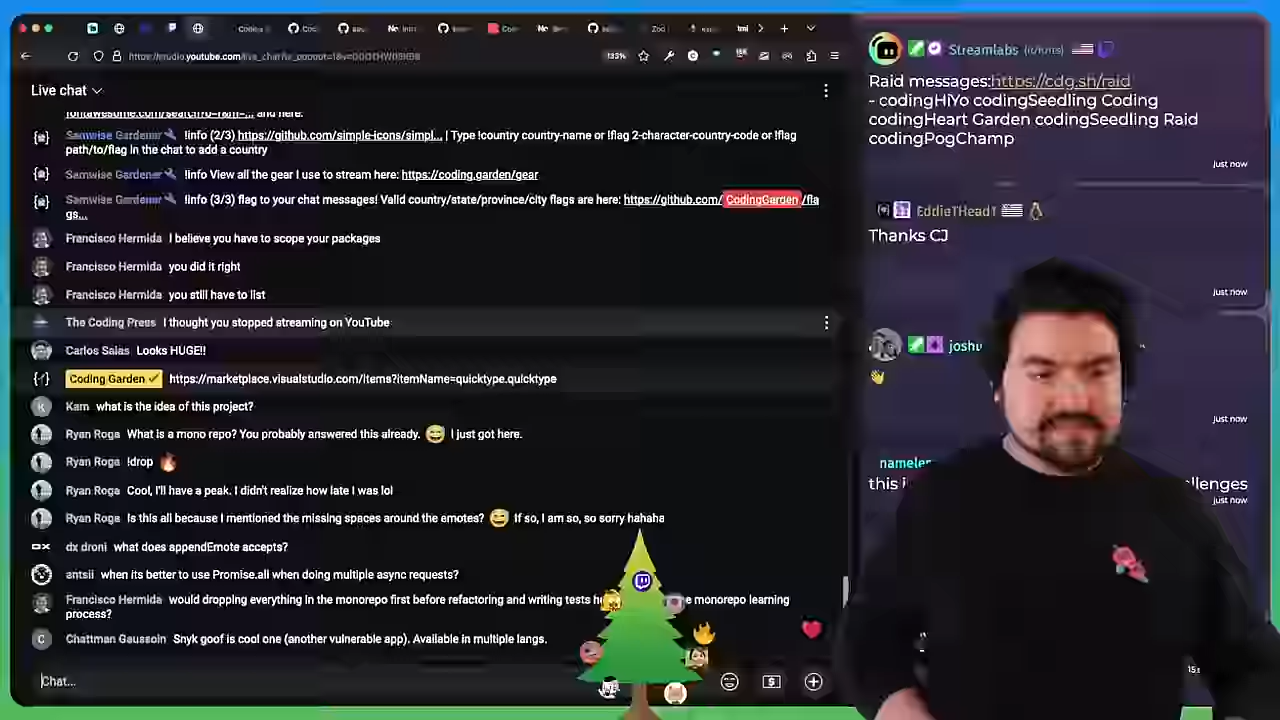 133%
Live chat
fontawesome.com/search?o=r&m=... and here:
Samwise Gardener !info (2/3) https://github.com/simple-icons/simpl... | Type !country country-name or !flag 2-character-country-code or !flag
path/to/flag in the chat to add a country
Samwise Gardener !info View all the gear I use to stream here: https://coding.garden/gear
Samwise Gardener !info (3/3) flag to your chat messages! Valid country/state/province/city flags are here: https://github.com/CodingGarden/fla
gs...
Francisco Hermida I believe you have to scope your packages
Francisco Hermida you did it right
Francisco Hermida you still have to list
The Coding Press I thought you stopped streaming on YouTube
Carlos Salas Looks HUGE!!
Coding Garden https://marketplace.visualstudio.com/items?itemName=quicktype.quicktype
Kam what is the idea of this project?
Ryan Roga What is a mono repo? You probably answered this already. I just got here.
Ryan Roga !drop
Ryan Roga Cool, I'll have a peak. I didn't realize how late I was lol
Ryan Roga Is this all because I mentioned the missing spaces around the emotes? If so, I am so, so sorry hahaha
dx droni what does appendEmote accepts?
antsii when its better to use Promise.all when doing multiple async requests?
Francisco Hermida would dropping everything in the monorepo first before refactoring and writing tests monorepo learning
process?
Chattman Gaussoin Snyk goof is cool one (another vulnerable app). Available in multiple langs.
Chat...
Streamlabs
Raid messages:https://cdg.sh/raid
- codingHiYo codingSeedling Coding
codingHeart Garden codingSeedling Raid
codingPogChamp
just now
EddieTHeadT
Thanks CJ
just now
joshu
just now
this
just now